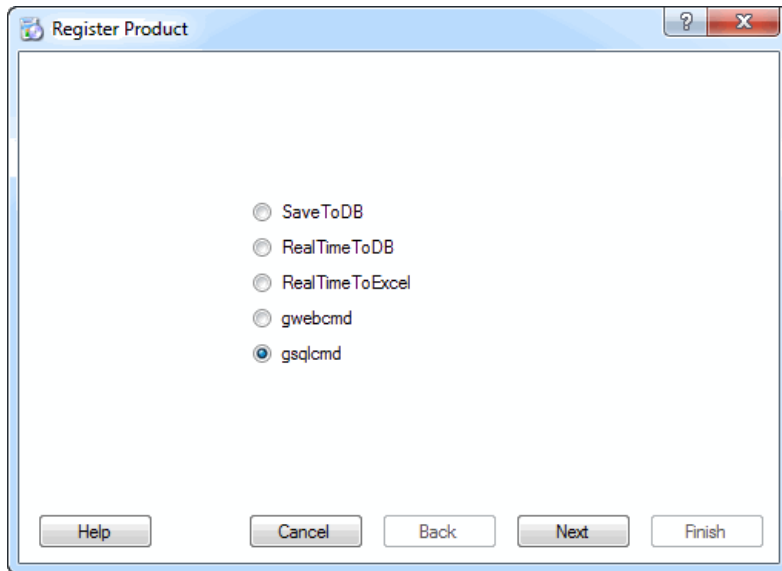 Register Product
SaveToDB
RealTimeToDB
RealTimeToExcel
gwebcmd
gsqlcmd
Help Cancel Back Next Finish